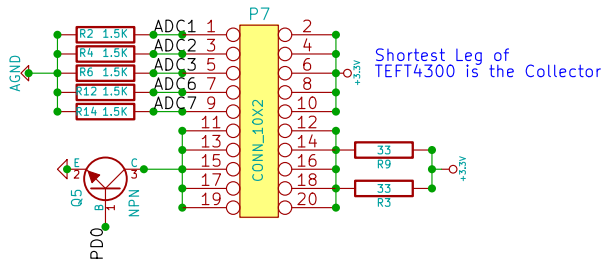 P7
R2 1.5K ADC1 1 2
R4 1.5K ADC2 3 4
R6 1.5K ADC3 5 6
R12 1.5K ADC6 7 8
R14 1.5K ADC7 9 10
AGND
+3.3V
Shortest Leg of
TEFT4300 is the Collector
CONN_10X2
11 12
13 14
15 16
17 18
19 20
33
R9
33
R3
+3.3V
E
2
C
3
B
1
Q5
NPN
PD0